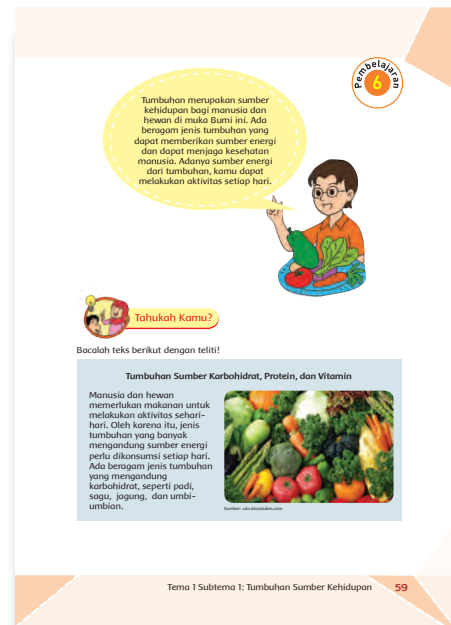 Pembelajaran
6
Tumbuhan merupakan sumber
kehidupan bagi manusia dan
hewan di muka Bumi ini. Ada
beragam jenis tumbuhan yang
dapat memberikan sumber energi
dan dapat menjaga kesehatan
manusia. Adanya sumber energi
dari tumbuhan, kamu dapat
melakukan aktivitas setiap hari.
Tahukah Kamu?
Bacalah teks berikut dengan teliti!
Tumbuhan Sumber Karbohidrat, Protein, dan Vitamin
Manusia dan hewan
memerlukan makanan untuk
melakukan aktivitas sehari-
hari. Oleh karena itu, jenis
tumbuhan yang banyak
mengandung sumber energi
perlu dikonsumsi setiap hari.
Ada beragam jenis tumbuhan
yang mengandung
karbohidrat, seperti padi,
sagu, jagung, dan umbi-
umbian.
Sumber:
Tema 1 Subtema 1: Tumbuhan Sumber Kehidupan 59